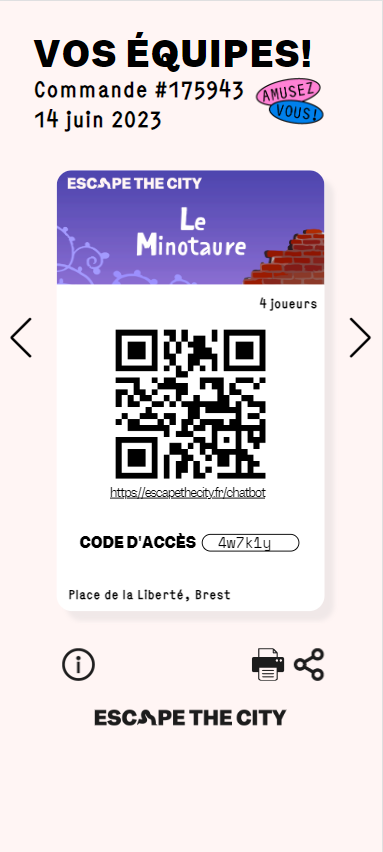 VOS ÉQUIPES!
Commande #175943
14 juin 2023
AMUSEZ
VOUS!
ESCAPE THE CITY
Le
Minotaure
4 joueurs
https://escapethecity.fr/chatbot
CODE D'ACCÈS 4w7k1y
Place de la Liberté, Brest
ESCAPE THE CITY